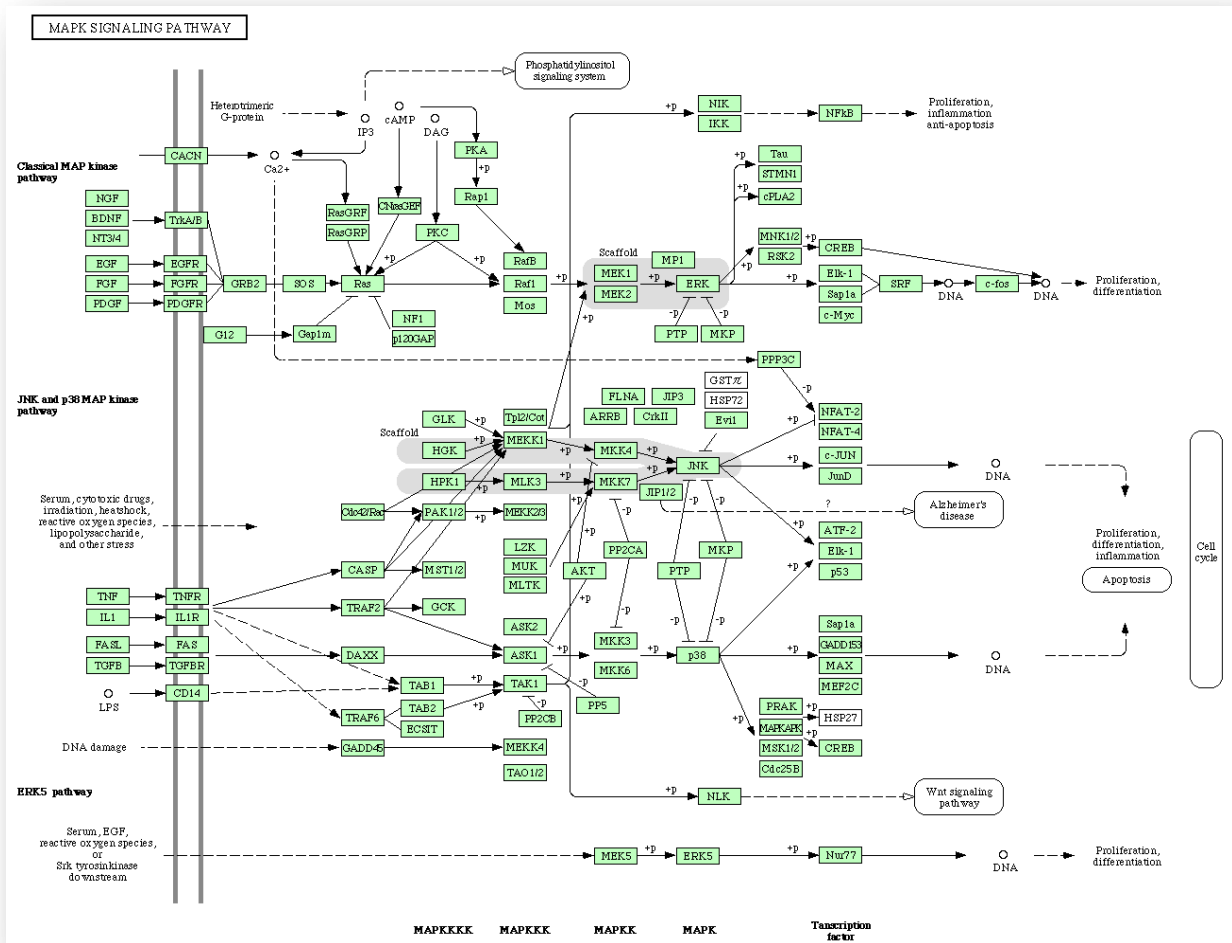 MAPK SIGNALING PATHWAY
Phosphatidylinositol
signaling system
Heterotrimeric
G-protein
IP3
cAMP
DAG
+p
NIK
IKK
NFkB
Proliferation,
inflammation
anti-apoptosis
Classical MAP kinase
pathway
CACN
Ca2+
PKA
+p
Rap1
+p
Tau
STMN1
+p
cPLA2
NGF
BDNF
NT3/4
TrkA/B
RasGRF
RasGRP
CNrasGEF
PKC
MNK1/2
+p
CREB
RSK2
EGF
EGFR
FGF
FGFR
PDGF
PDGFR
GRB2
SOS
Ras
+p
+p
RafB
Raf1
Mos
+p
Scaffold
MP1
MEK1
MEK2
+p
ERK
+p
+p
Elk-1
Sap1a
c-Myc
SRF
DNA
c-fos
DNA
Proliferation,
differentiation
G12
Gap1m
NF1
p120GAP
+p
-p
-p
PTP
MKP
PPP3C
-p
JNK and p38 MAP kinase
pathway
GSTπ
HSP72
Evi1
FLNA
JIP3
ARRB
CrkII
NFAT-2
NFAT-4
GLK
+p
Tpl2/Cot
Scaffold
HGK
+p
MEKK1
+p
MKK4
+p
JNK
+p
+p
c-JUN
JunD
DNA
HPK1
+p
MLK3
+p
MKK7
+p
JIP1/2
Serum, cytotoxic drugs,
irradiation, heatshock,
reactive oxygen species,
lipopolysaccharide,
and other stress
Cdc42/Rac
PAK1/2
+p
MEKK2/3
-p
-p
-p
?
Alzheimer's
disease
LZK
MUK
MLTK
+p
AKT
PP2CA
PTP
MKP
+p
ATF-2
Elk-1
p53
Proliferation,
differentiation,
inflammation
Apoptosis
Cell
cycle
CASP
MST1/2
+p
TNF
TNFR
IL1
IL1R
TRAF2
GCK
+p
-p
-p
-p
FASL
FAS
TGFB
TGFBR
DAXX
ASK2
ASK1
+p
MKK3
MKK6
+p
p38
+p
Sap1a
GADD153
MAX
MEF2C
DNA
LPS
CD14
TAB1
+p
TAK1
-p
TAB2
+p
-p
PP5
TRAF6
ECSIT
PP2CB
+p
PRAK
+p
HSP27
MAPKAPK
+p
MSK1/2
CREB
Cdc25B
DNA damage
GADD45
MEKK4
TAO1/2
ERK5 pathway
+p
NLK
Wnt signaling
pathway
Serum, EGF,
reactive oxygen species,
or
Srk tyrosinkinase
downstream
MEK5
+p
ERK5
+p
Nur77
DNA
Proliferation,
differentiation
MAPKKKK
MAPKKK
MAPKK
MAPK
Tanscription
factor